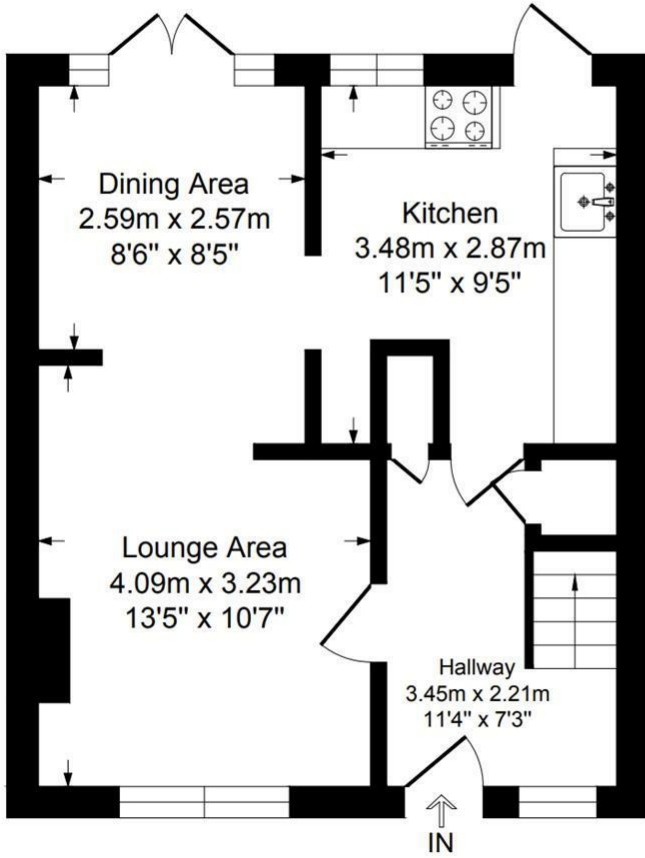 Dining Area
2.59m x 2.57m
8'6" x 8'5"
Kitchen
3.48m x 2.87m
11'5" x 9'5"
Lounge Area
4.09m x 3.23m
13'5" x 10'7"
Hallway
3.45m x 2.21m
11'4" x 7'3"
IN